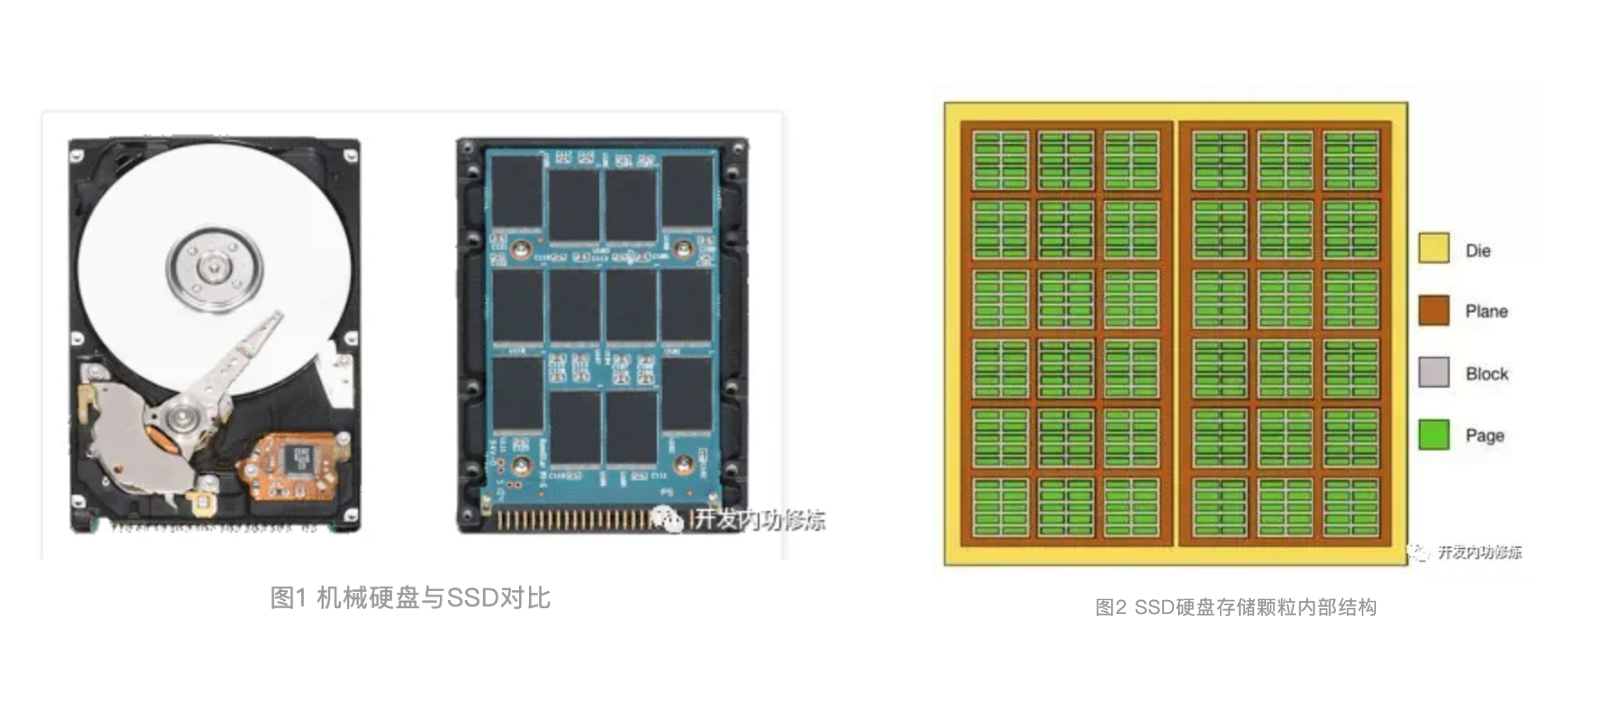 开发内功修炼
图1 机械硬盘与SSD对比
Die
Plane
Block
Page
开发内功修炼
图2 SSD硬盘存储颗粒内部结构